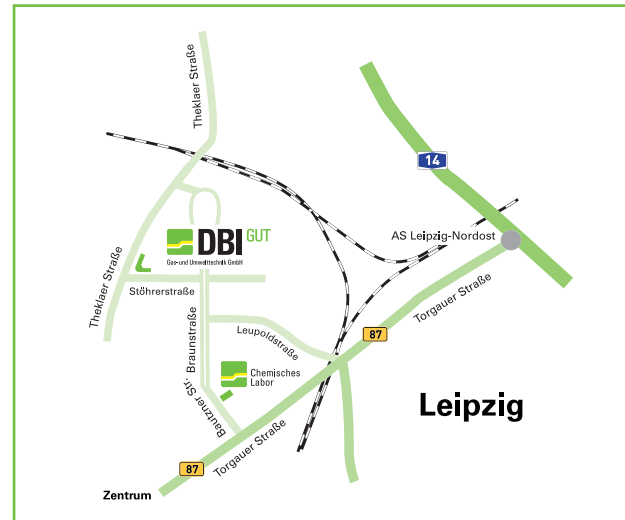 Theklaer Straße
14
DBI GUT
Gas- und Umwelttechnik GmbH
AS Leipzig-Nordost
Theklaer Straße
Stöhrerstraße
Torgauer Straße
Braunstraße
Leupoldstraße
87
Chemisches
Labor
Bautzner Str.
Leipzig
Torgauer Straße
87
Zentrum